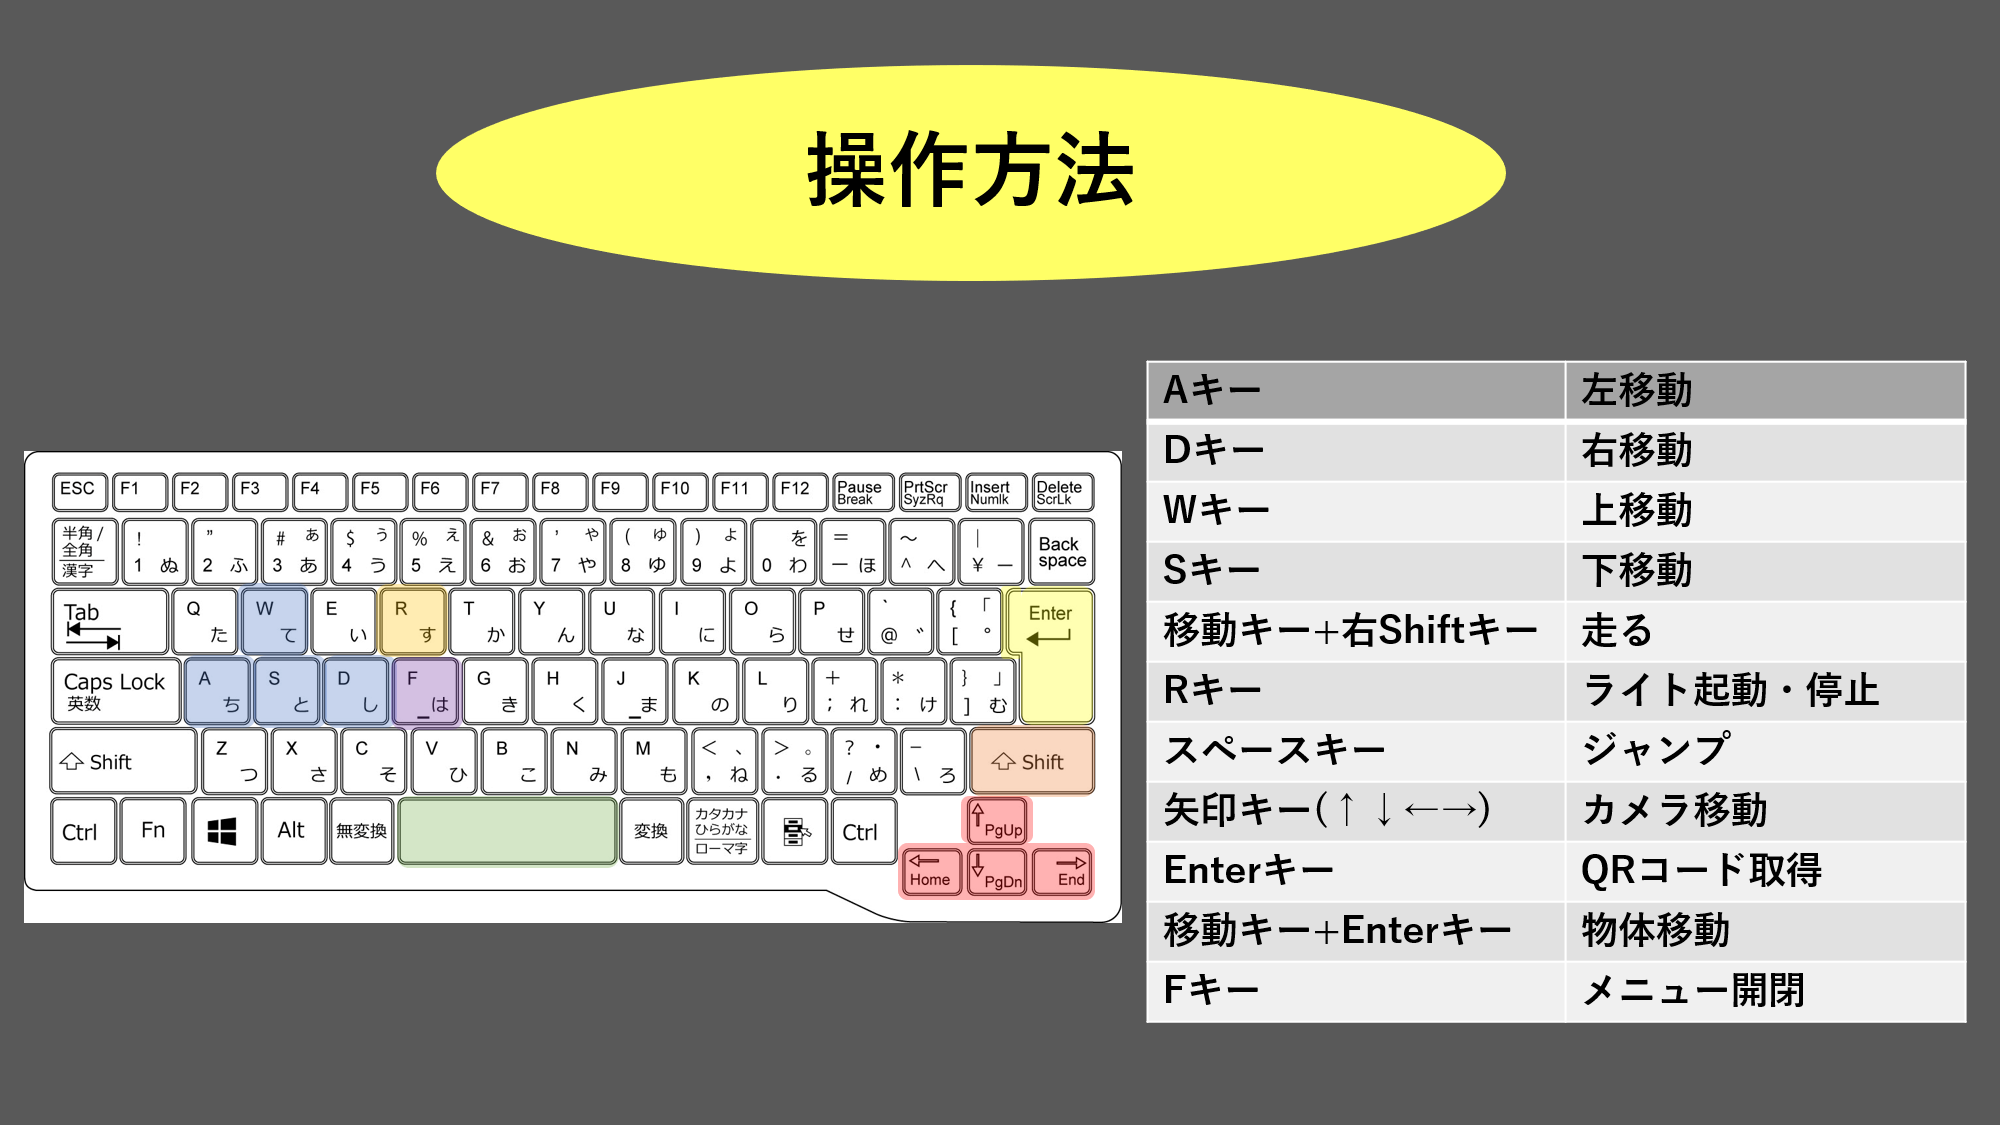 操作方法
ESC F1 F2 F3 F4 F5 F6 F7 F8 F9 F10 F11 F12 Pause Break PrtScr SyzRq Insert Numlk Delete ScrLk
半角/全角 漢字 ! 1 ぬ " 2 ふ # あ 3 あ $ う 4 う % え 5 え & お 6 お ' や 7 や ( ゆ 8 ゆ ) よ 9 よ を 0 わ = ー ほ ～ ^ へ | ¥ ー Back space
Tab Q た W て E い R す T か Y ん U な I に O ら P せ ` @ ゛ { 「 [ ゜ Enter
Caps Lock 英数 A ち S と D し F は G き H く J ま K の L り + ; れ * : け } 」 ] む
Shift Z つ X さ C そ V ひ B こ N み M も < 、 , ね > 。 . る ? ・ / め _ \ ろ Shift
Ctrl Fn Alt 無変換 変換 カタカナ ひらがな ローマ字 Ctrl ↑ PgUp
← Home ↓ PgDn → End
Aキー 左移動
Dキー 右移動
Wキー 上移動
Sキー 下移動
移動キー+右Shiftキー 走る
Rキー ライト起動・停止
スペースキー ジャンプ
矢印キー(↑↓←→) カメラ移動
Enterキー QRコード取得
移動キー+Enterキー 物体移動
Fキー メニュー開閉